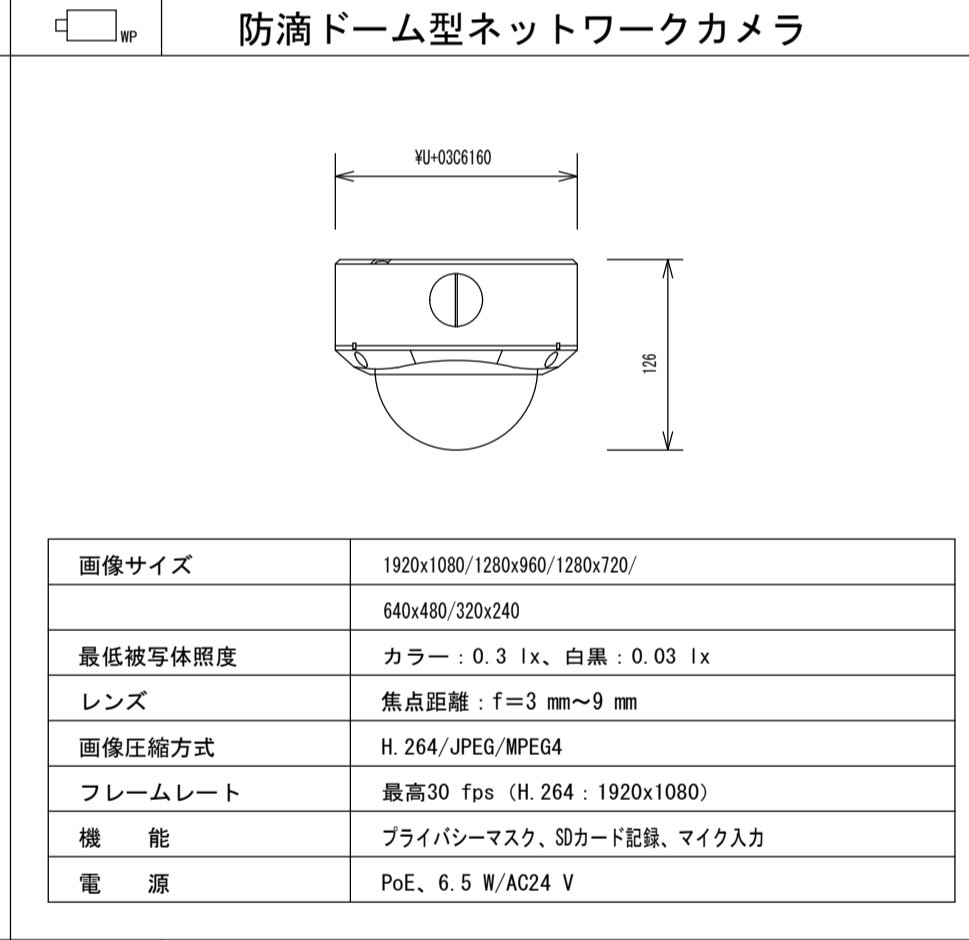 WP
防滴ドーム型ネットワークカメラ
¥U+03C6160
126
画像サイズ 1920x1080/1280x960/1280x720/
640x480/320x240
最低被写体照度 カラー：0.3 lx、白黒：0.03 lx
レンズ 焦点距離：f＝3 mm～9 mm
画像圧縮方式 H.264/JPEG/MPEG4
フレームレート 最高30 fps（H.264：1920x1080）
機　能 プライバシーマスク、SDカード記録、マイク入力
電　源 PoE、6.5 W/AC24 V